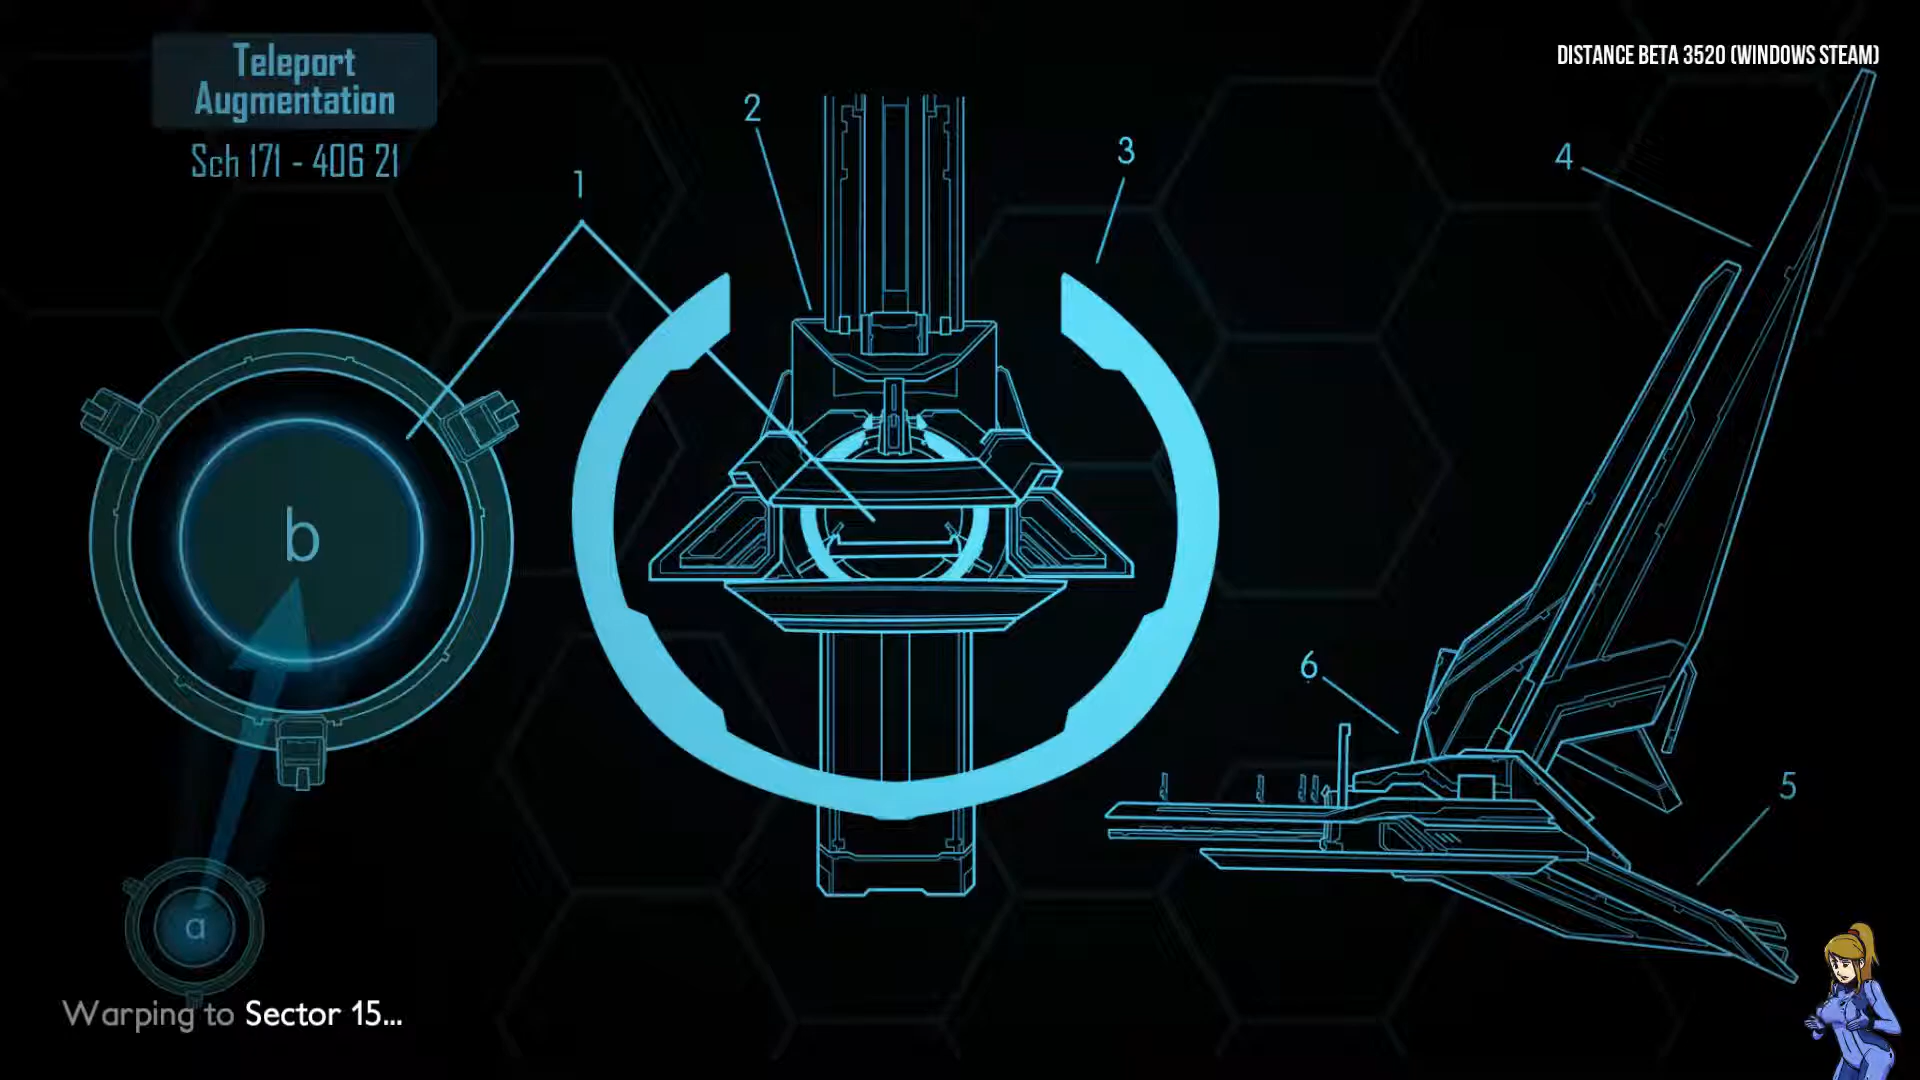 Teleport
Augmentation
Sch 171 - 406 21
DISTANCE BETA 3520 (WINDOWS STEAM)
1
2
3
4
b
6
5
a
Warping to Sector 15...